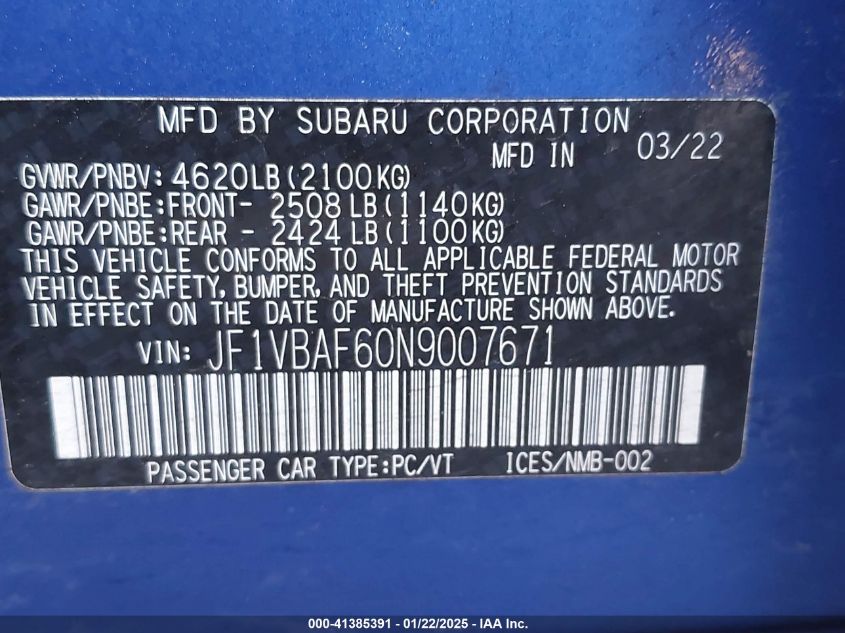 MFD BY SUBARU CORPORATION
MFD IN 03/22
GVWR/PNBV: 4620LB(2100KG)
GAWR/PNBE:FRONT- 2508 LB(1140KG)
GAWR/PNBE:REAR - 2424 LB(1100KG)
THIS VEHICLE CONFORMS TO ALL APPLICABLE FEDERAL MOTOR
VEHICLE SAFETY, BUMPER, AND THEFT PREVENTION STANDARDS
IN EFFECT ON THE DATE OF MANUFACTURE SHOWN ABOVE.
VIN: JF1VBAF60N9007671
PASSENGER CAR TYPE:PC/VT ICES/NMB-002
000-41385391 - 01/22/2025 - IAA Inc.